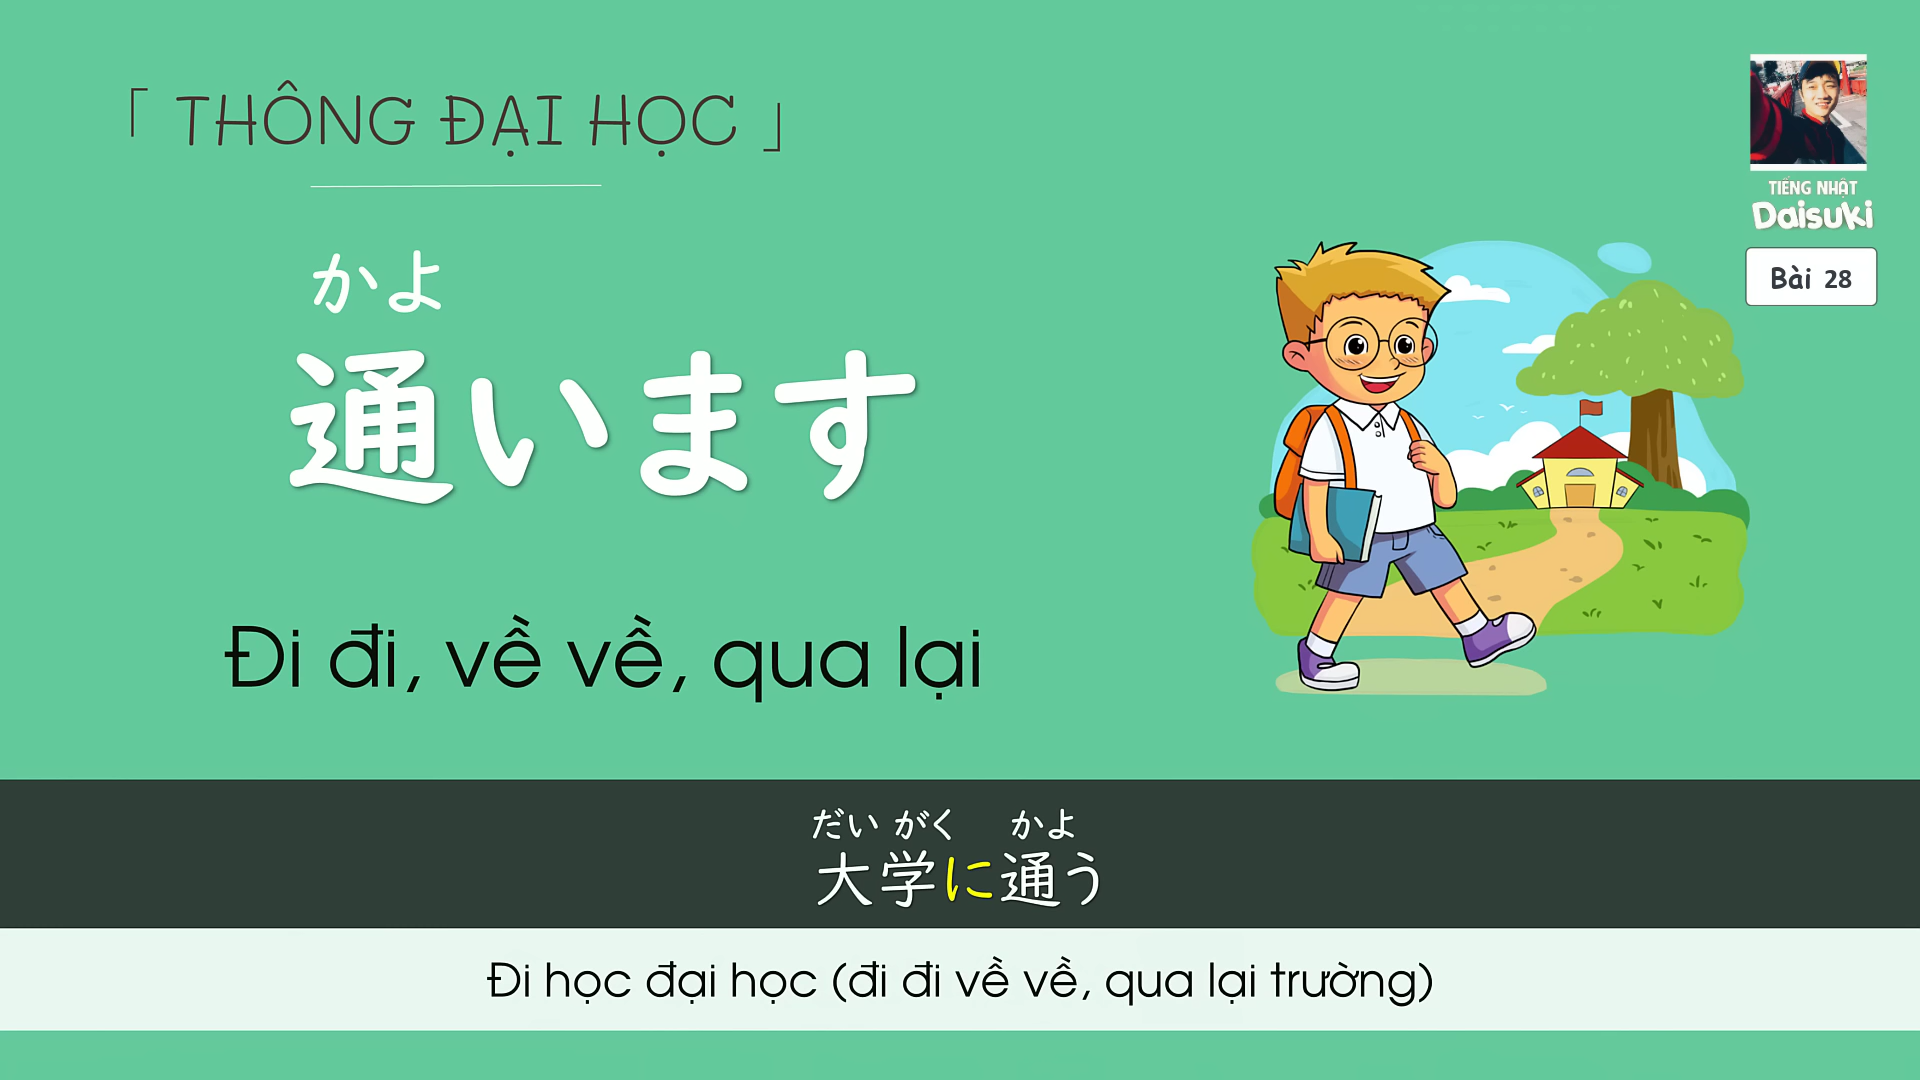 「 THÔNG ĐẠI HỌC 」
TIẾNG NHẬT
Daisuki
Bài 28
かよ
通います
Đi đi, về về, qua lại
だい がく かよ
大学に通う
Đi học đại học (đi đi về về, qua lại trường)